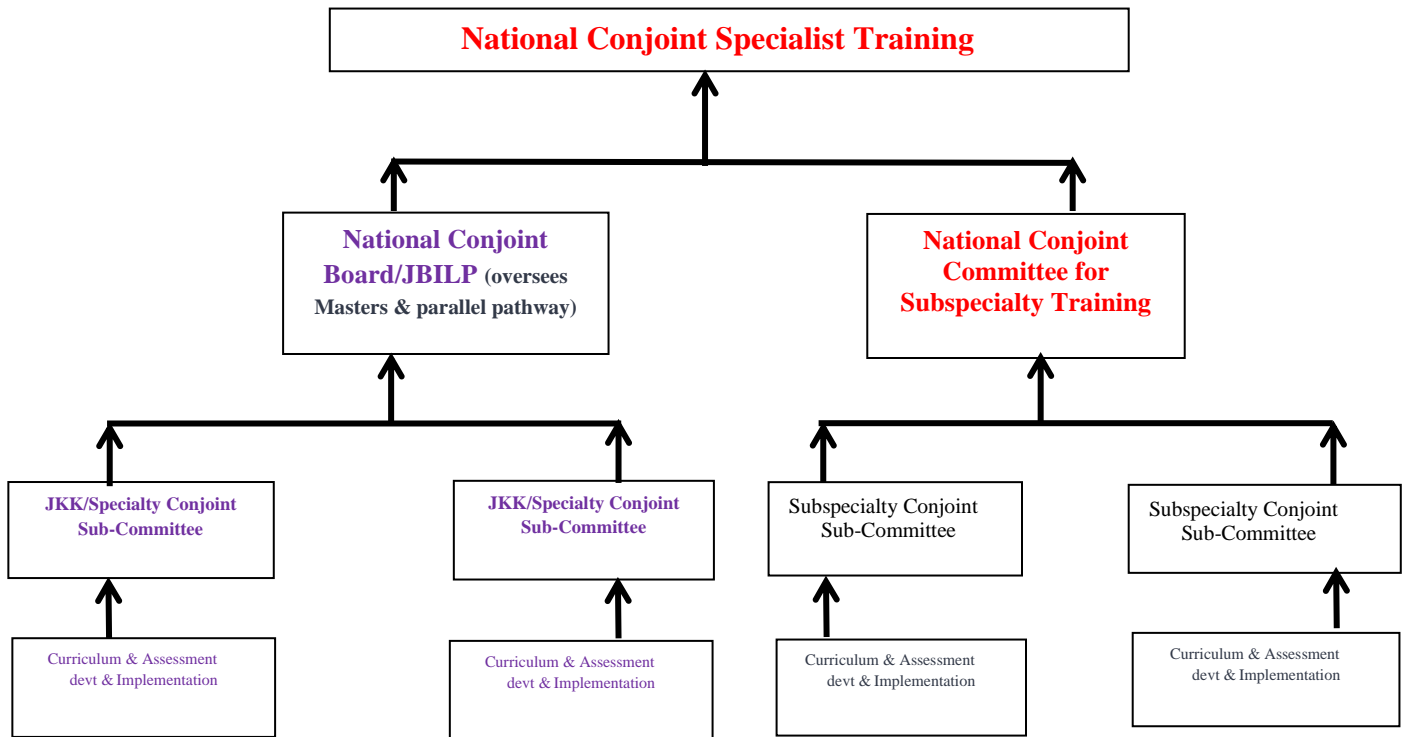 National Conjoint Specialist Training
National Conjoint
Board/JBILP (oversees
Masters & parallel pathway)
National Conjoint
Committee for
Subspecialty Training
JKK/Specialty Conjoint
Sub-Committee
JKK/Specialty Conjoint
Sub-Committee
Subspecialty Conjoint
Sub-Committee
Subspecialty Conjoint
Sub-Committee
Curriculum & Assessment
devt & Implementation
Curriculum & Assessment
devt & Implementation
Curriculum & Assessment
devt & Implementation
Curriculum & Assessment
devt & Implementation